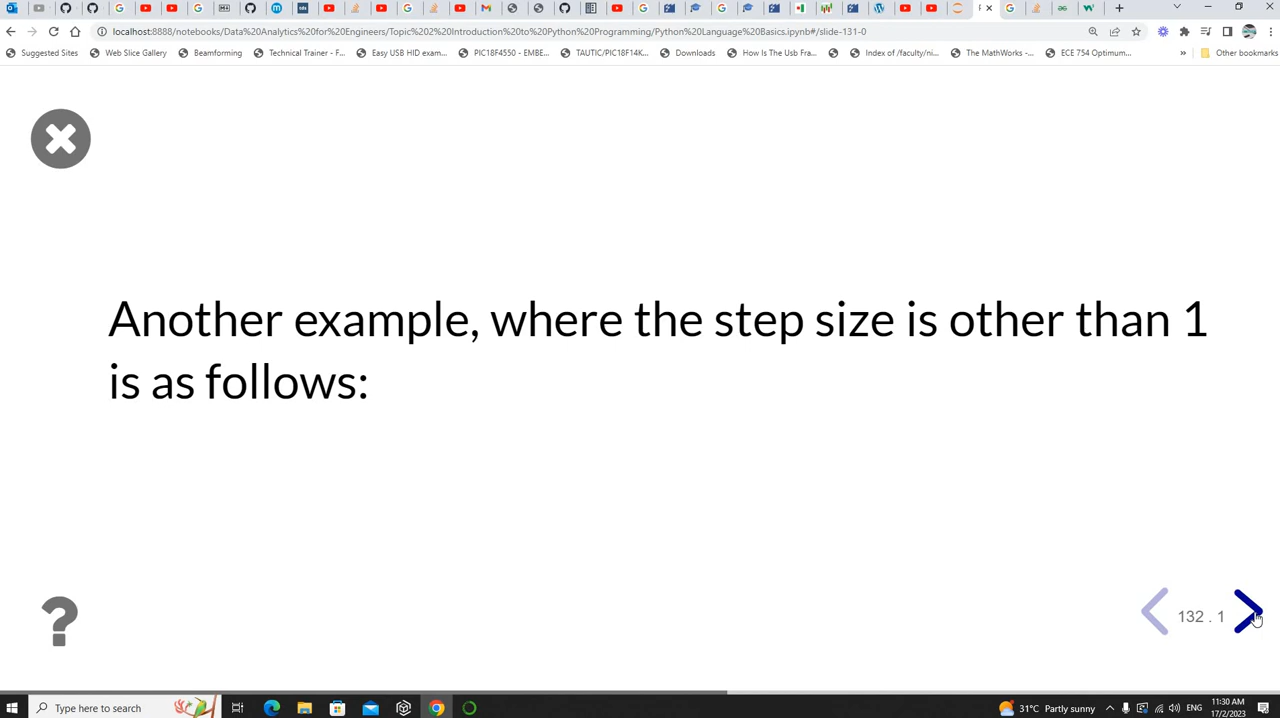 localhost:8888/notebooks/Data%20Analytics%20for%20Engineers/Topic%202%20Introduction%20to%20Python%20Programming/Python%20Language%20Basics.ipynb#/slide-131-0
Suggested Sites
Web Slice Gallery
Beamforming
Technical Trainer - F...
Easy USB HID exam...
PIC18F4550 - EMBE...
TAUTIC/PIC18F14K...
Downloads
How Is The Usb Fra...
Index of /faculty/ni...
The MathWorks -...
ECE 754 Optimum...
»
Other bookmarks
Another example, where the step size is other than 1
is as follows:
?
132 . 1
Type here to search
31°C Partly sunny
ENG
11:30 AM
17/2/2023